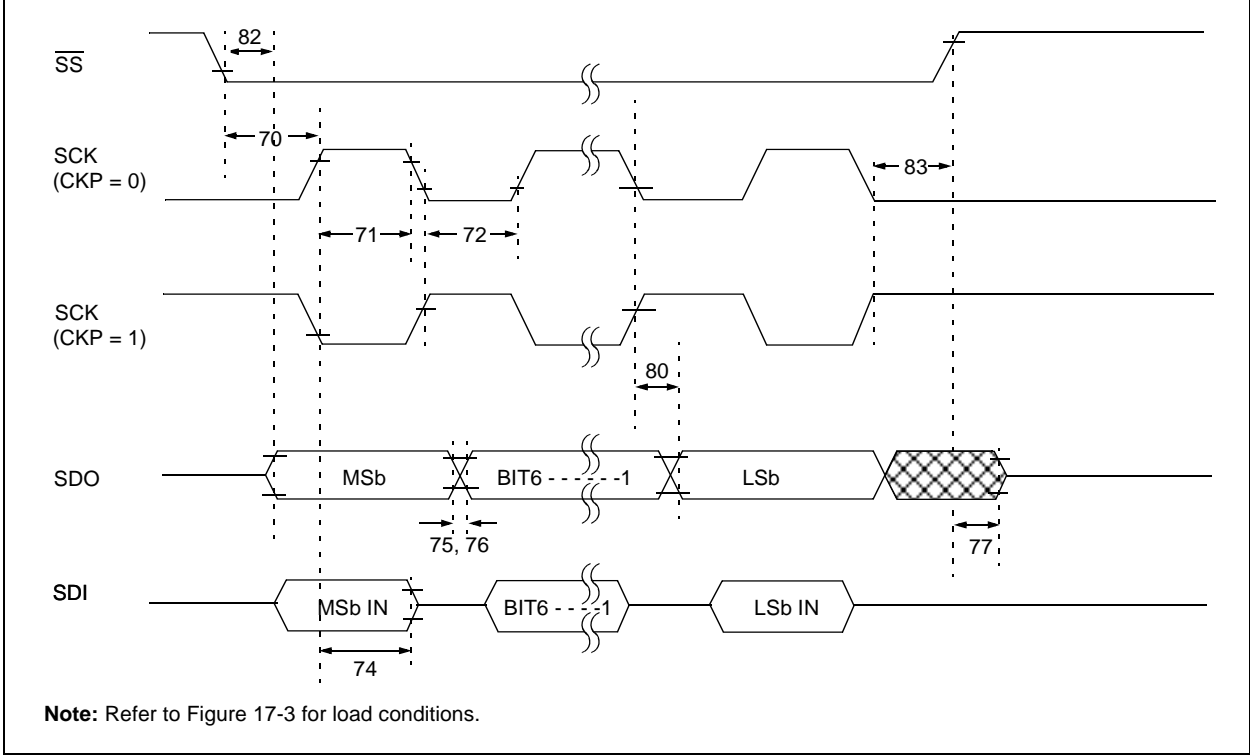 82
SS
70
SCK
(CKP = 0)
83
71
72
SCK
(CKP = 1)
80
SDO
MSb
BIT6 - - - - - -1
LSb
75, 76
77
SDI
MSb IN
BIT6 - - - -1
LSb IN
74
Note: Refer to Figure 17-3 for load conditions.